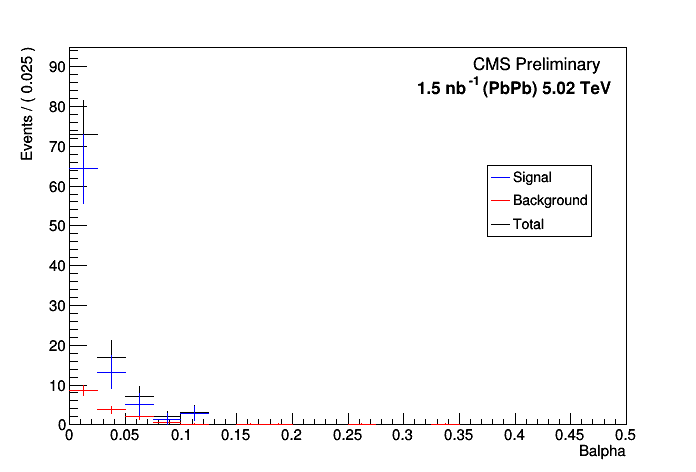 CMS Preliminary
1.5 nb-1 (PbPb) 5.02 TeV
Events / ( 0.025 )
90
80
70
60
50
40
30
20
10
0
Signal
Background
Total
0 0.05 0.1 0.15 0.2 0.25 0.3 0.35 0.4 0.45 0.5
Balpha